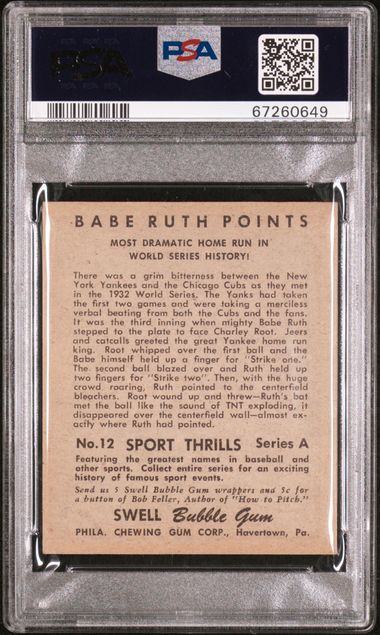 PSA
PSA
67260649
BABE RUTH POINTS
MOST DRAMATIC HOME RUN IN
WORLD SERIES HISTORY!
There was a grim bitterness between the New
York Yankees and the Chicago Cubs as they met
in the 1932 World Series. The Yanks had taken
the first two games and were taking a merciless
verbal beating from both the Cubs and the fans.
It was the third inning when mighty Babe Ruth
stepped to the plate to face Charley Root. Jeers
and catcalls greeted the great Yankee home run
king. Root whipped over the first ball and the
Babe himself held up a finger for "Strike one."
The second ball blazed over and Ruth held up
two fingers for "Strike two". Then, with the huge
crowd roaring, Ruth pointed to the centerfield
bleachers. Root wound up and threw—Ruth's bat
met the ball like the sound of TNT exploding, it
disappeared over the centerfield wall—almost ex-
actly where Ruth had pointed.
No.12 SPORT THRILLS Series A
Featuring the greatest names in baseball and
other sports. Collect entire series for an exciting
history of famous sport events.
Send us 5 Swell Bubble Gum wrappers and 5c for
a button of Bob Feller, Author of "How to Pitch."
SWELL Bubble Gum
PHILA. CHEWING GUM CORP., Havertown, Pa.